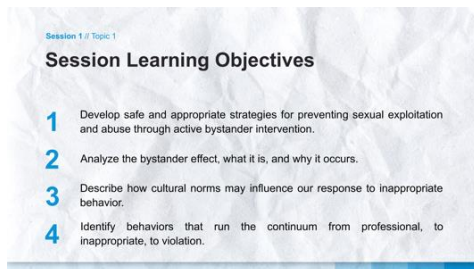 Session 1 // Topic 1
Session Learning Objectives
1 Develop safe and appropriate strategies for preventing sexual exploitation
and abuse through active bystander intervention.
2 Analyze the bystander effect, what it is, and why it occurs.
3 Describe how cultural norms may influence our response to inappropriate
behavior.
4 Identify behaviors that run the continuum from professional, to
inappropriate, to violation.